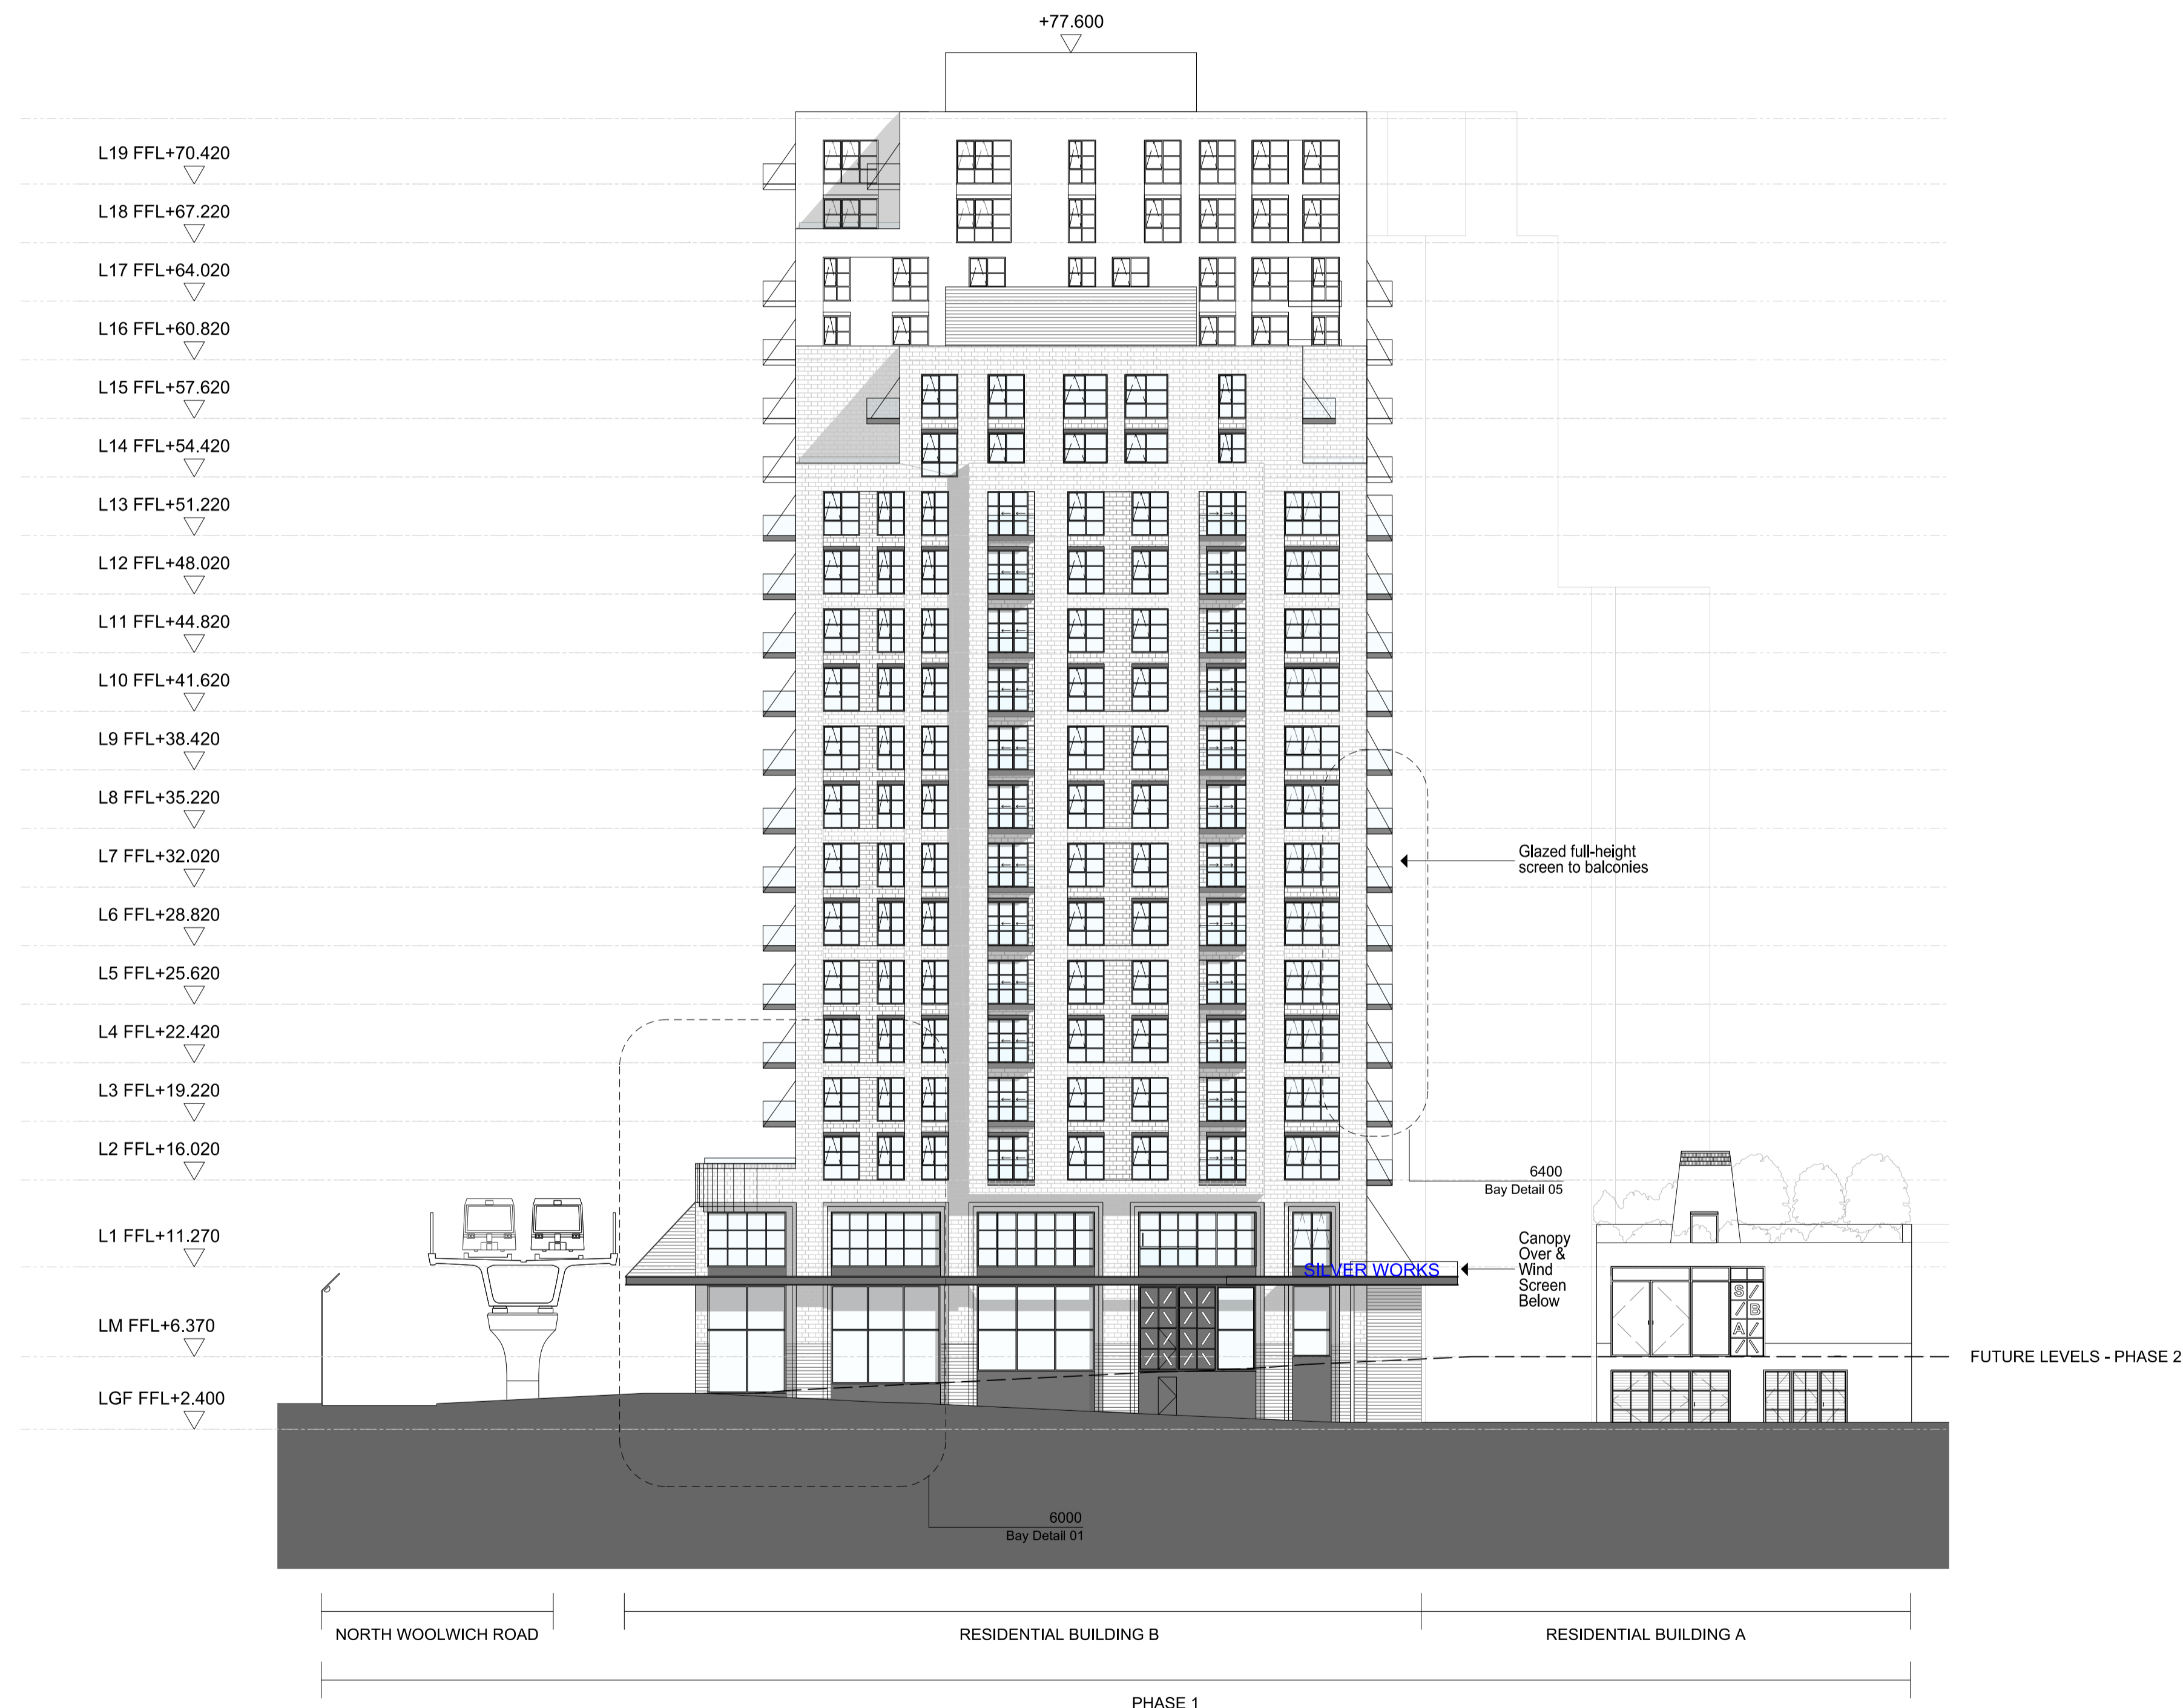 +77.600
L19 FFL+70.420
L18 FFL+67.220
L17 FFL+64.020
L16 FFL+60.820
L15 FFL+57.620
L14 FFL+54.420
L13 FFL+51.220
L12 FFL+48.020
L11 FFL+44.820
L10 FFL+41.620
L9 FFL+38.420
L8 FFL+35.220
L7 FFL+32.020
L6 FFL+28.820
L5 FFL+25.620
L4 FFL+22.420
L3 FFL+19.220
L2 FFL+16.020
L1 FFL+11.270
LM FFL+6.370
LGF FFL+2.400
Glazed full-height
screen to balconies
6400
Bay Detail 05
Canopy
Over &
Wind
Screen
Below
SILVER WORKS
S/
/B
A/
FUTURE LEVELS - PHASE 2
6000
Bay Detail 01
NORTH WOOLWICH ROAD
RESIDENTIAL BUILDING B
RESIDENTIAL BUILDING A
PHASE 1